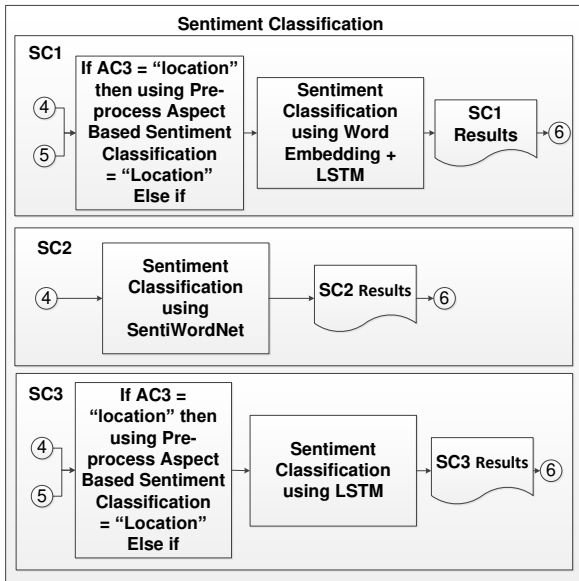 Sentiment Classification
SC1
If AC3 = “location”
then using Pre-
process Aspect
Based Sentiment
Classification
= “Location”
Else if
4
5
Sentiment
Classification
using Word
Embedding +
LSTM
SC1
Results
6
SC2
4
Sentiment
Classification
using
SentiWordNet
SC2 Results
6
SC3
If AC3 =
“location” then
using Pre-
process Aspect
Based Sentiment
Classification
= “Location”
Else if
4
5
Sentiment
Classification
using LSTM
SC3 Results
6